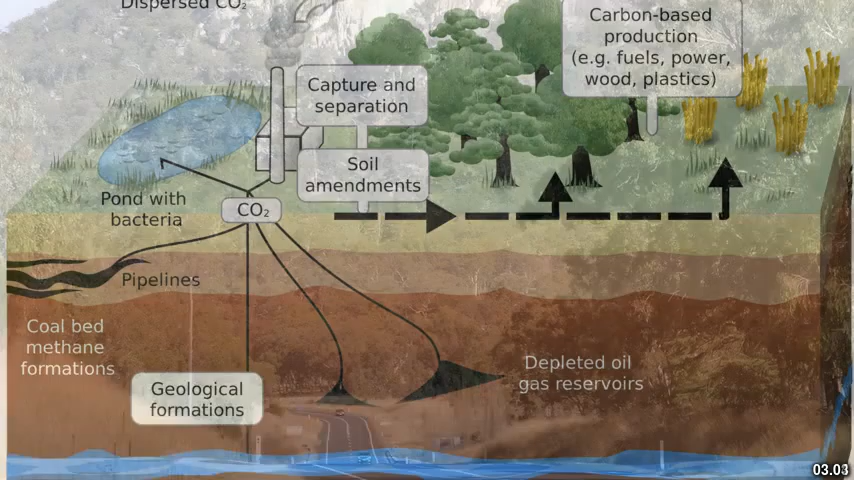 Dispersed CO₂
Carbon-based
production
(e.g. fuels, power,
wood, plastics)
Capture and
separation
Soil
amendments
Pond with
bacteria
CO₂
Pipelines
Coal bed
methane
formations
Depleted oil
gas reservoirs
Geological
formations
03.03